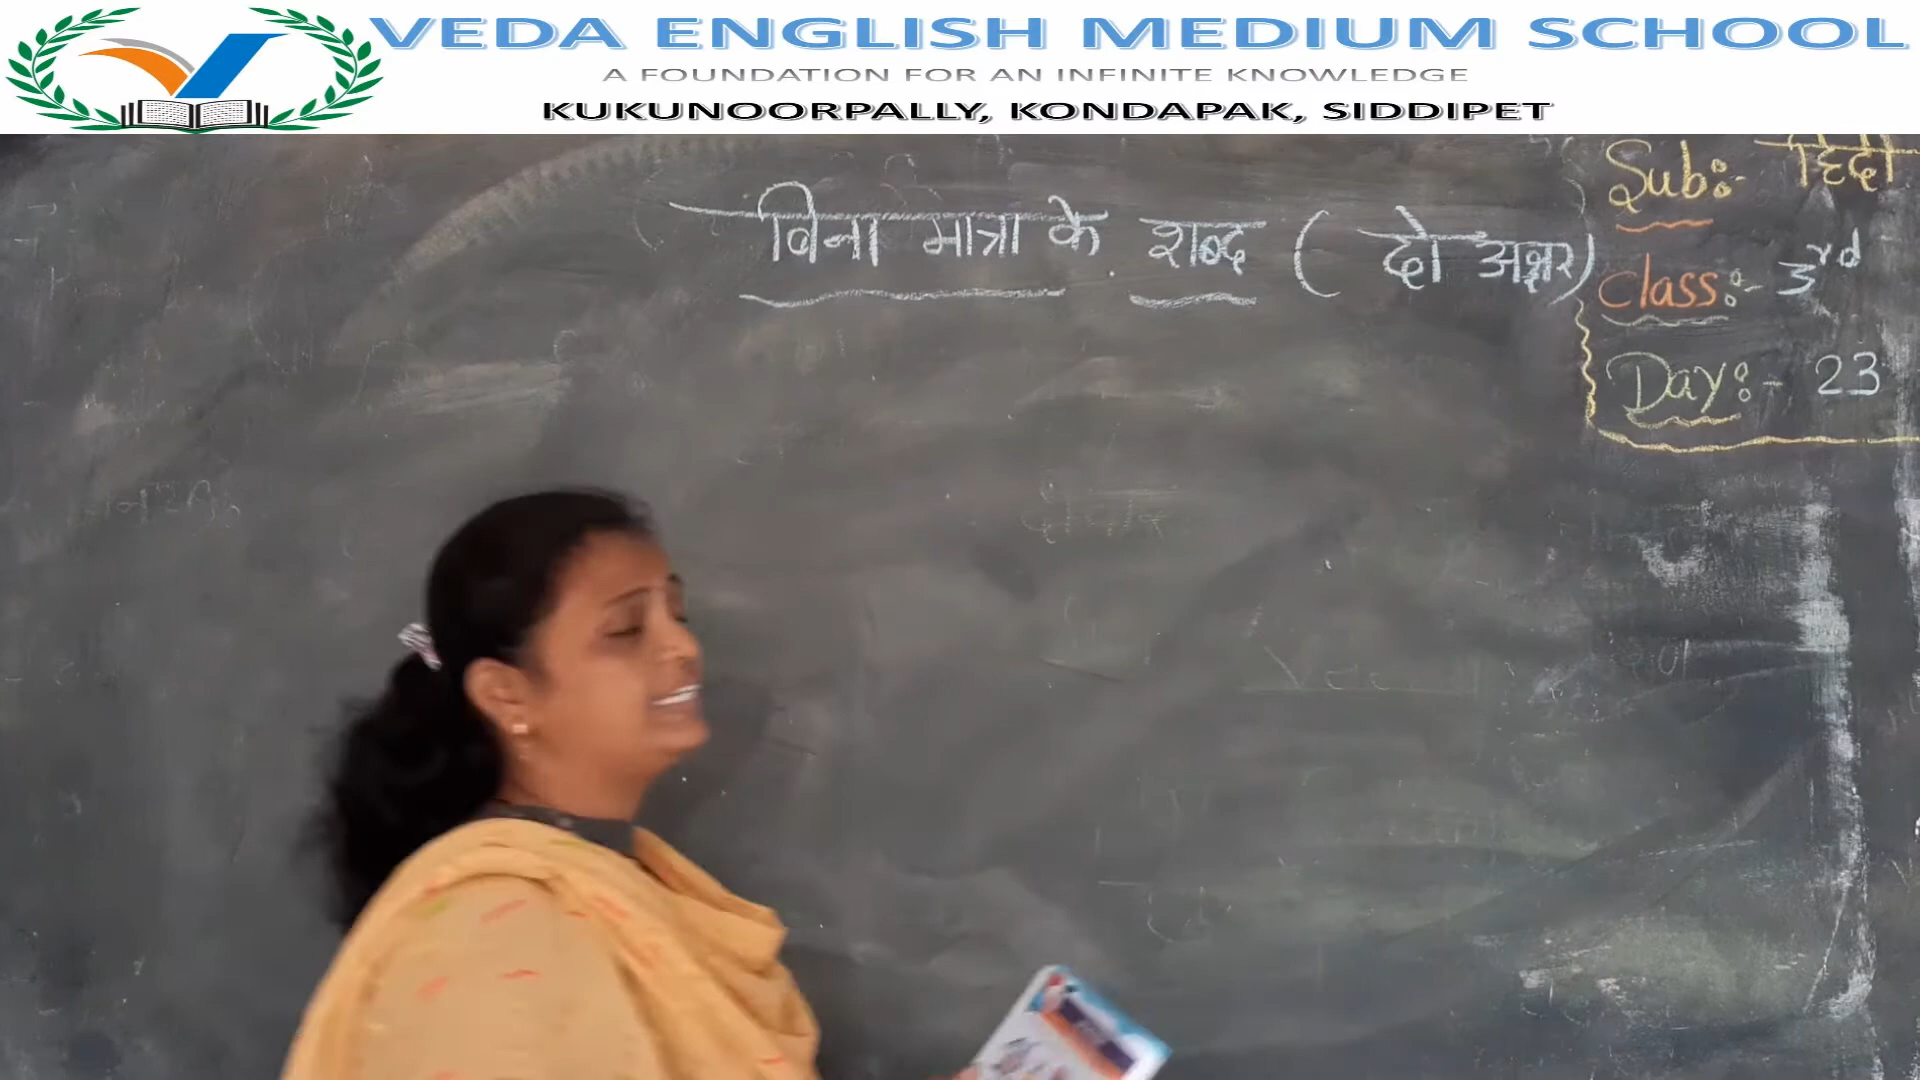 VEDA ENGLISH MEDIUM SCHOOL
A FOUNDATION FOR AN INFINITE KNOWLEDGE
KUKUNOORPALLY, KONDAPAK, SIDDIPET
Sub:- हिंदी
बिना मात्रा के शब्द ( दो अक्षर)
Class:- 3rd
Day:- 23